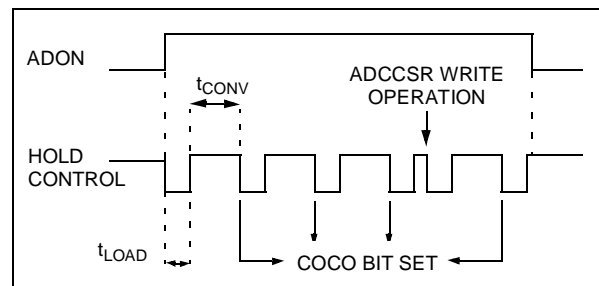 ADON
ADCCSR WRITE
OPERATION
tCONV
HOLD
CONTROL
tLOAD
COCO BIT SET